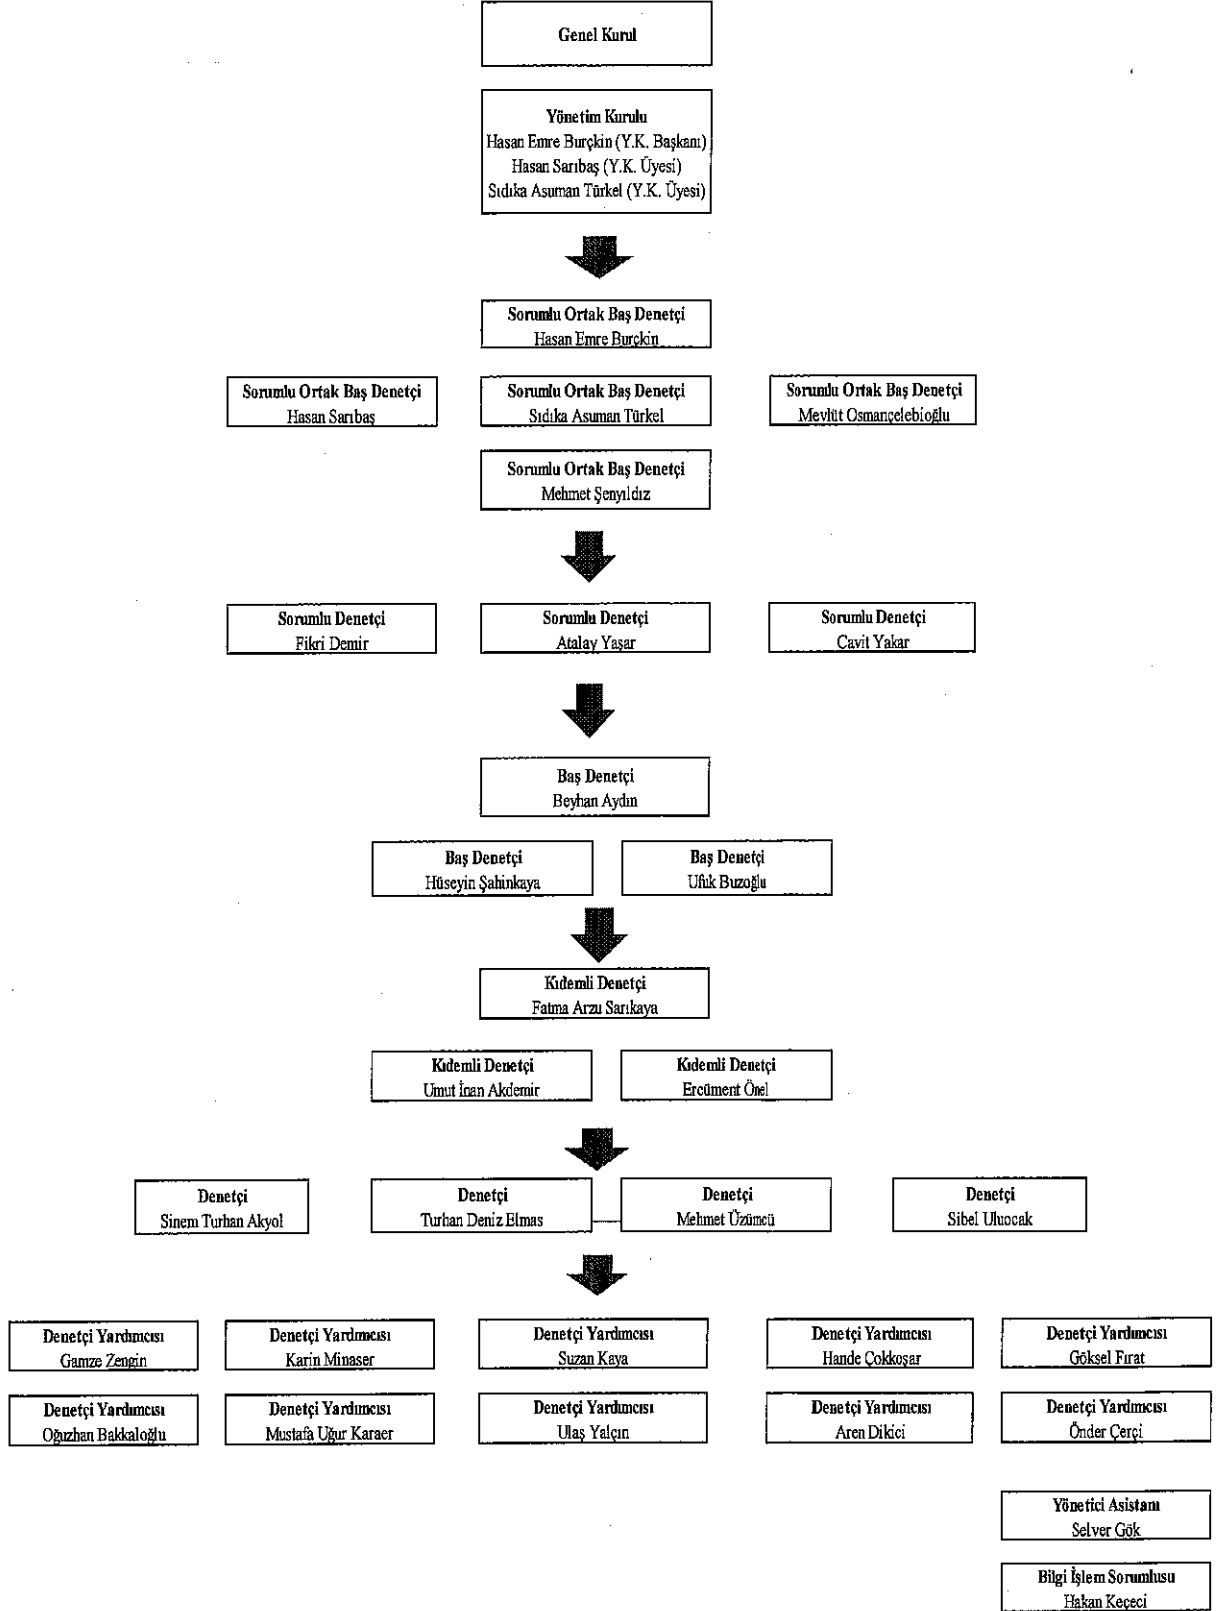 Genel Kurul
Yönetim Kurulu
Hasan Emre Burçkin (Y.K. Başkanı)
Hasan Sarıbaş (Y.K. Üyesi)
Sıdıka Asuman Türkel (Y.K. Üyesi)
Sorumlu Ortak Baş Denetçi
Hasan Emre Burçkin
Sorumlu Ortak Baş Denetçi
Hasan Sarıbaş
Sorumlu Ortak Baş Denetçi
Sıdıka Asuman Türkel
Sorumlu Ortak Baş Denetçi
Mevlüt Osmançelebioğlu
Sorumlu Ortak Baş Denetçi
Mehmet Şenyıldız
Sorumlu Denetçi
Fikri Demir
Sorumlu Denetçi
Atalay Yaşar
Sorumlu Denetçi
Cavit Yakar
Baş Denetçi
Beyhan Aydın
Baş Denetçi
Hüseyin Şahinkaya
Baş Denetçi
Ufuk Buzoğlu
Kıdemli Denetçi
Fatma Arzu Sarıkaya
Kıdemli Denetçi
Umut İnan Akdemir
Kıdemli Denetçi
Ercüment Önel
Denetçi
Sinem Turhan Akyol
Denetçi
Turhan Deniz Elmas
Denetçi
Mehmet Üzümcü
Denetçi
Sibel Uluocak
Denetçi Yardımcısı
Gamze Zengin
Denetçi Yardımcısı
Karin Minaser
Denetçi Yardımcısı
Suzan Kaya
Denetçi Yardımcısı
Hande Çokkoşar
Denetçi Yardımcısı
Göksel Fırat
Denetçi Yardımcısı
Oğuzhan Bakkaloğlu
Denetçi Yardımcısı
Mustafa Uğur Karaer
Denetçi Yardımcısı
Ulaş Yalçın
Denetçi Yardımcısı
Aren Dikici
Denetçi Yardımcısı
Önder Çerçi
Yönetici Asistanı
Selver Gök
Bilgi İşlem Sorumlusu
Hakan Keçeci